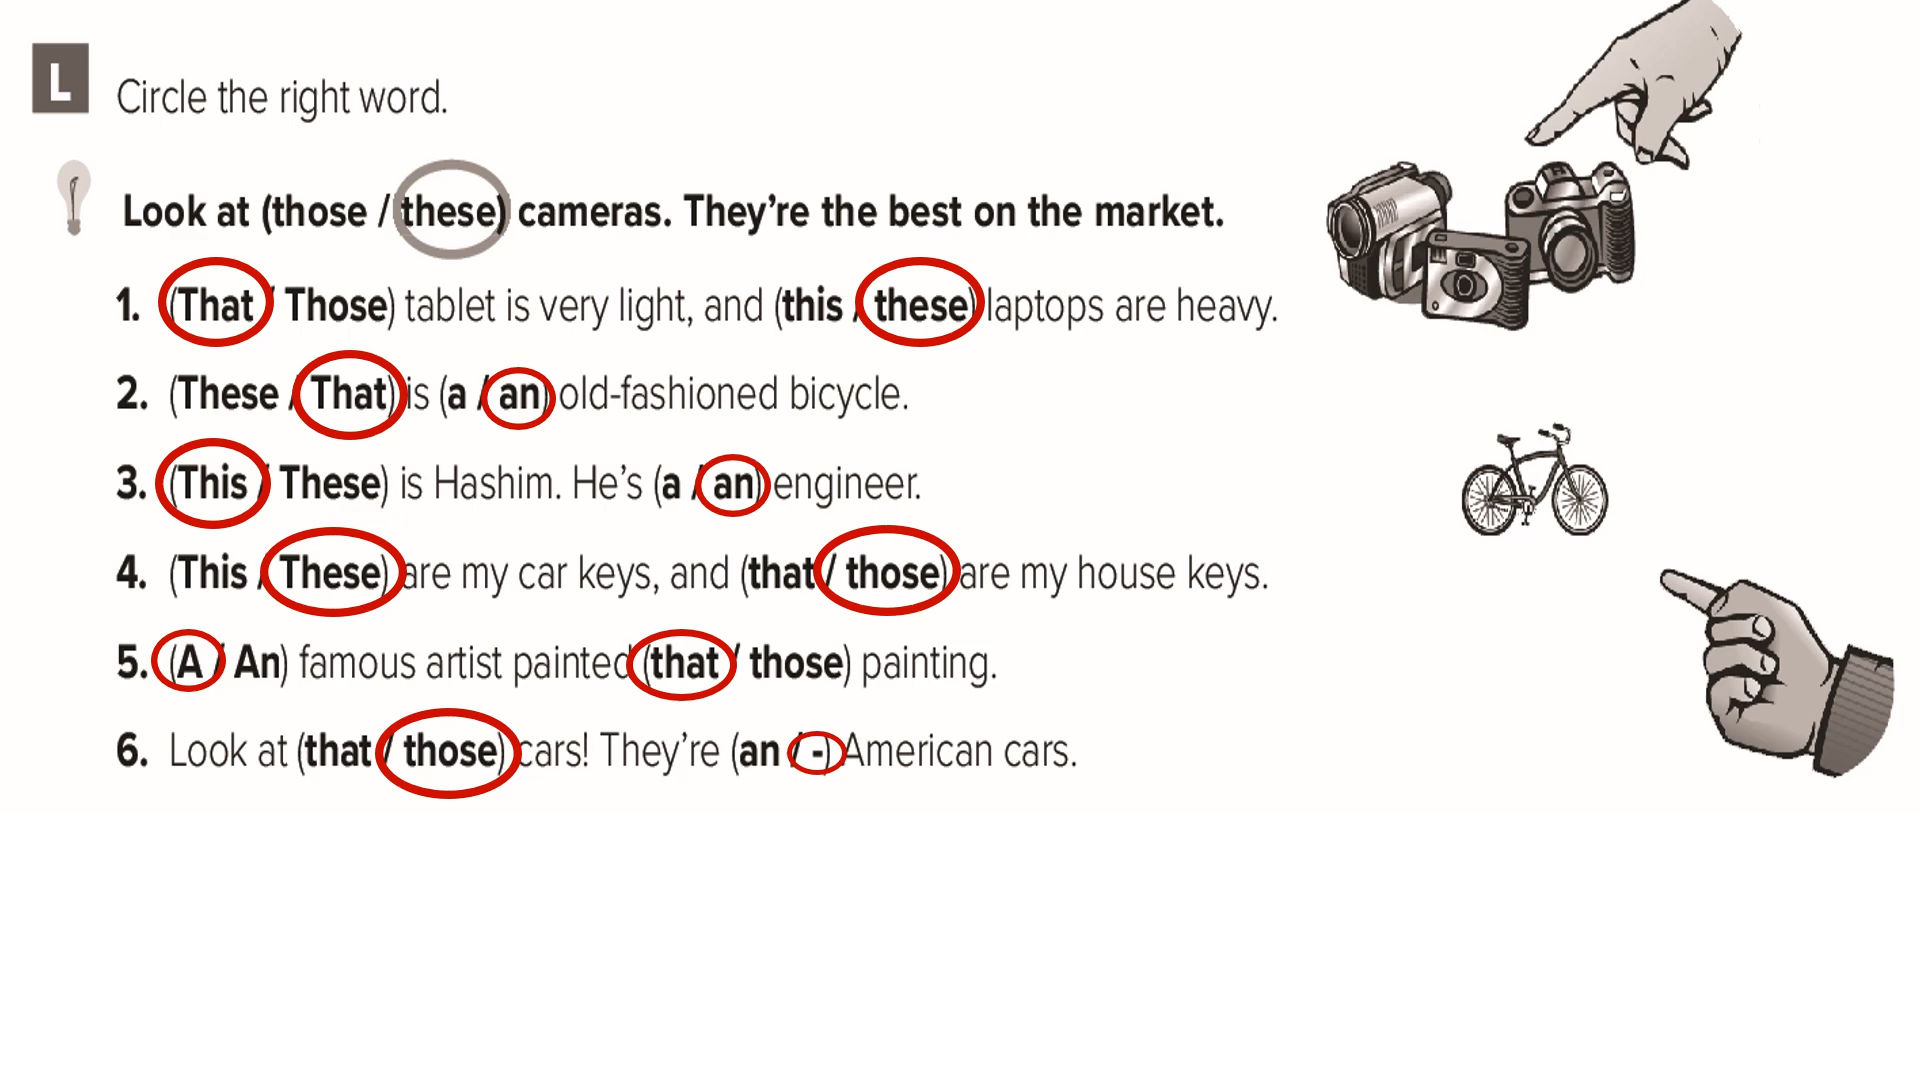 L Circle the right word.
Look at (those / these) cameras. They're the best on the market.
1. (That / Those) tablet is very light, and (this / these) laptops are heavy.
2. (These / That) is (a / an) old-fashioned bicycle.
3. (This / These) is Hashim. He's (a / an) engineer.
4. (This / These) are my car keys, and (that / those) are my house keys.
5. (A / An) famous artist painted (that / those) painting.
6. Look at (that / those) cars! They're (an / -) American cars.